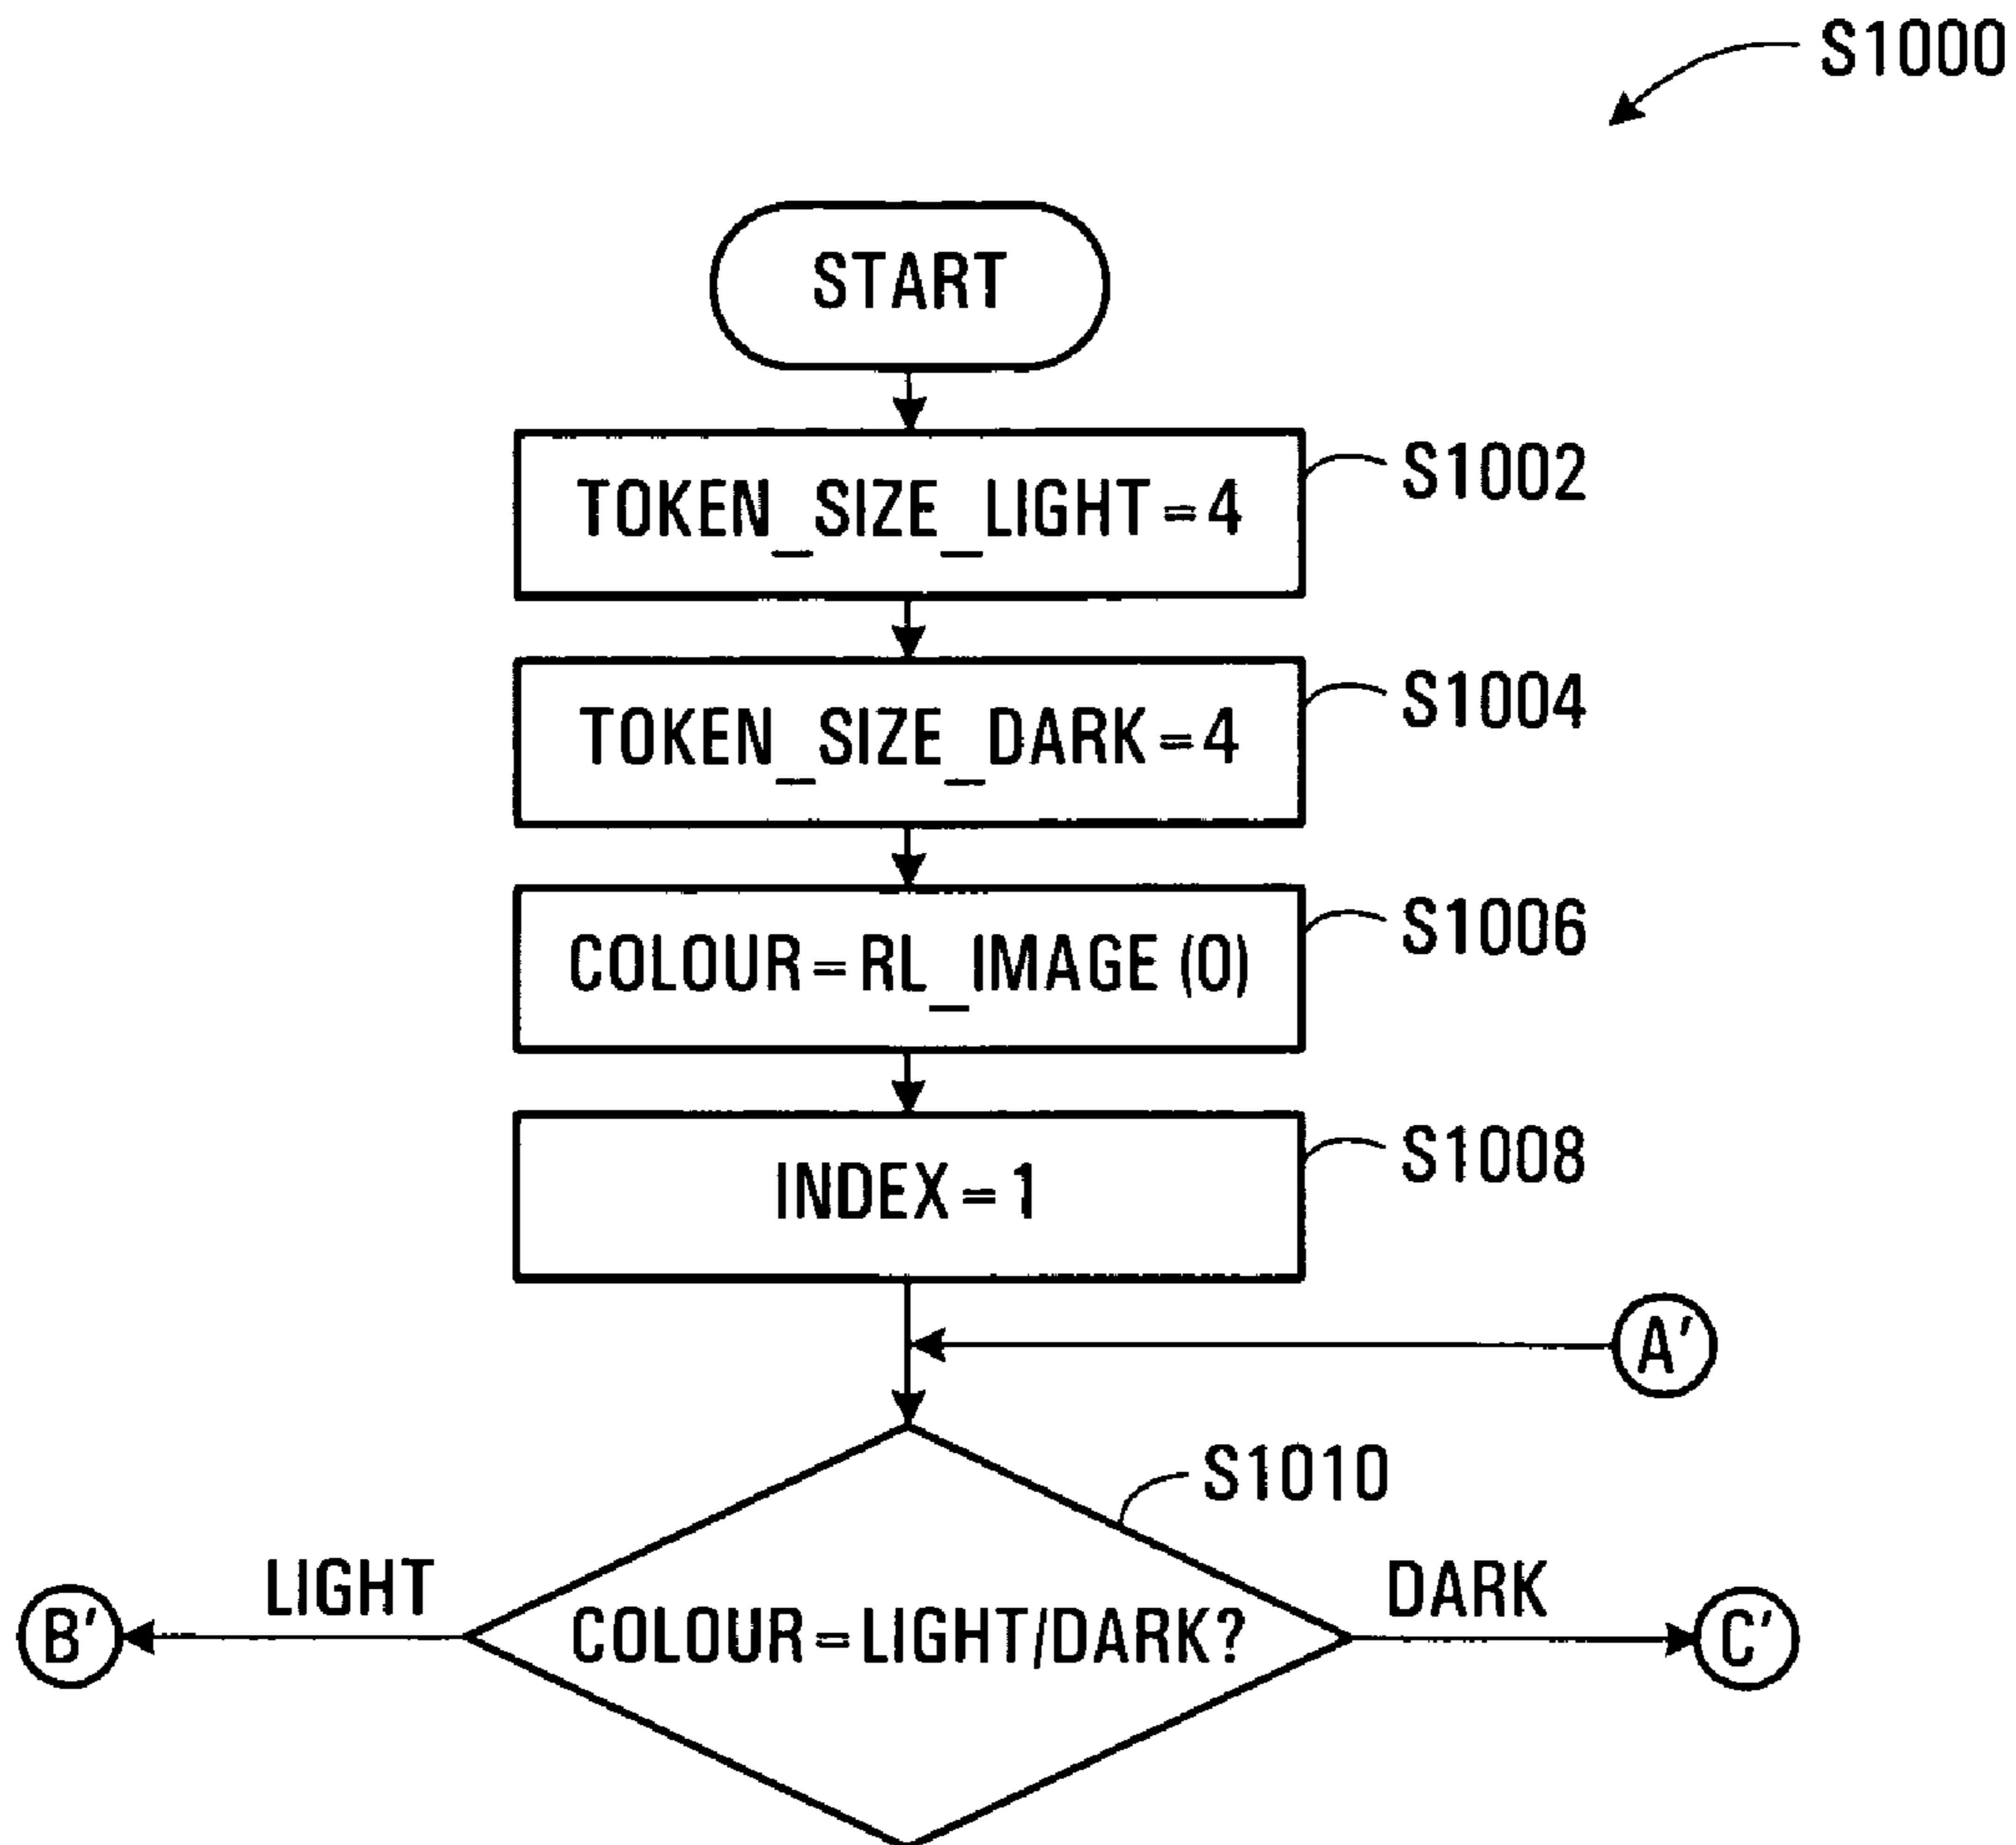 S1000
START
TOKEN_SIZE_LIGHT=4
S1002
TOKEN_SIZE_DARK=4
S1004
COLOUR=RL_IMAGE (0)
S1006
INDEX=1
S1008
A'
S1010
LIGHT
DARK
B'
COLOUR=LIGHT/DARK?
C'